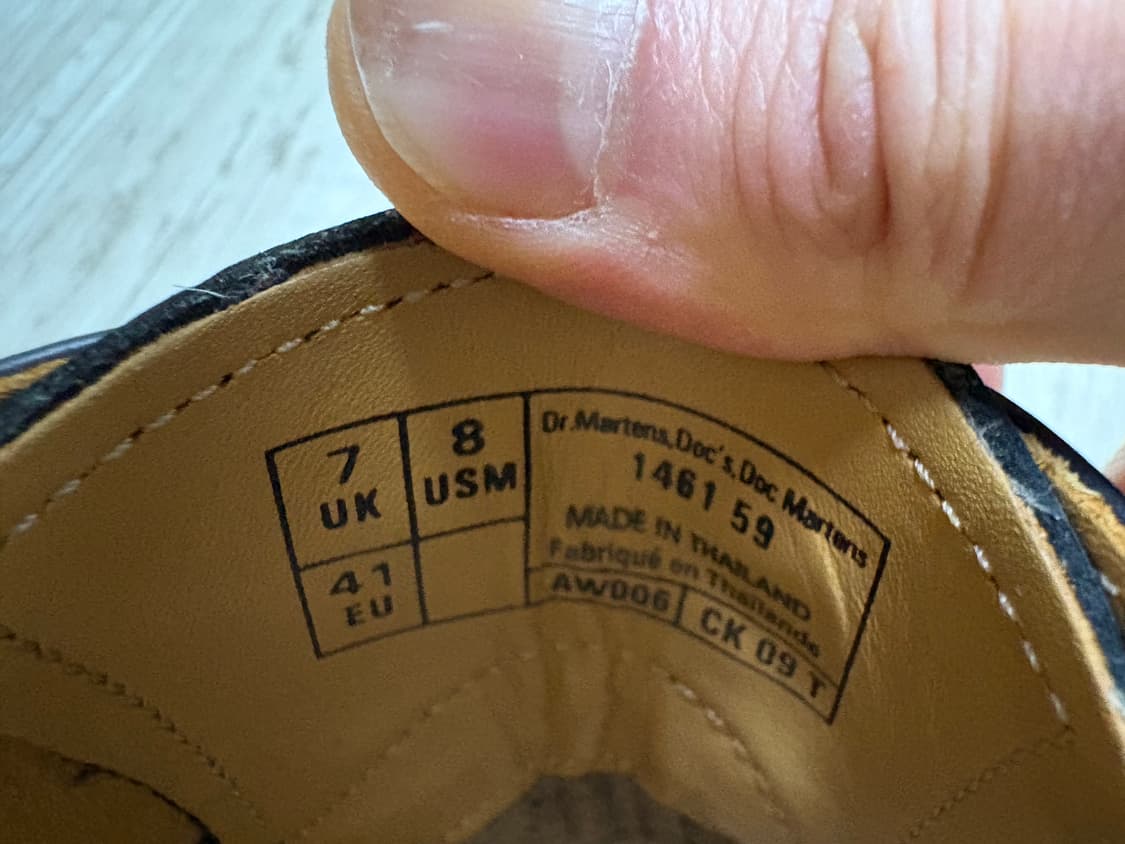 7
UK
8
USM
41
EU
Dr.Martens,Doc's,Doc Martens
1461 59
MADE IN THAILAND
Fabriqué en Thaïlande
AW006
CK 09 T